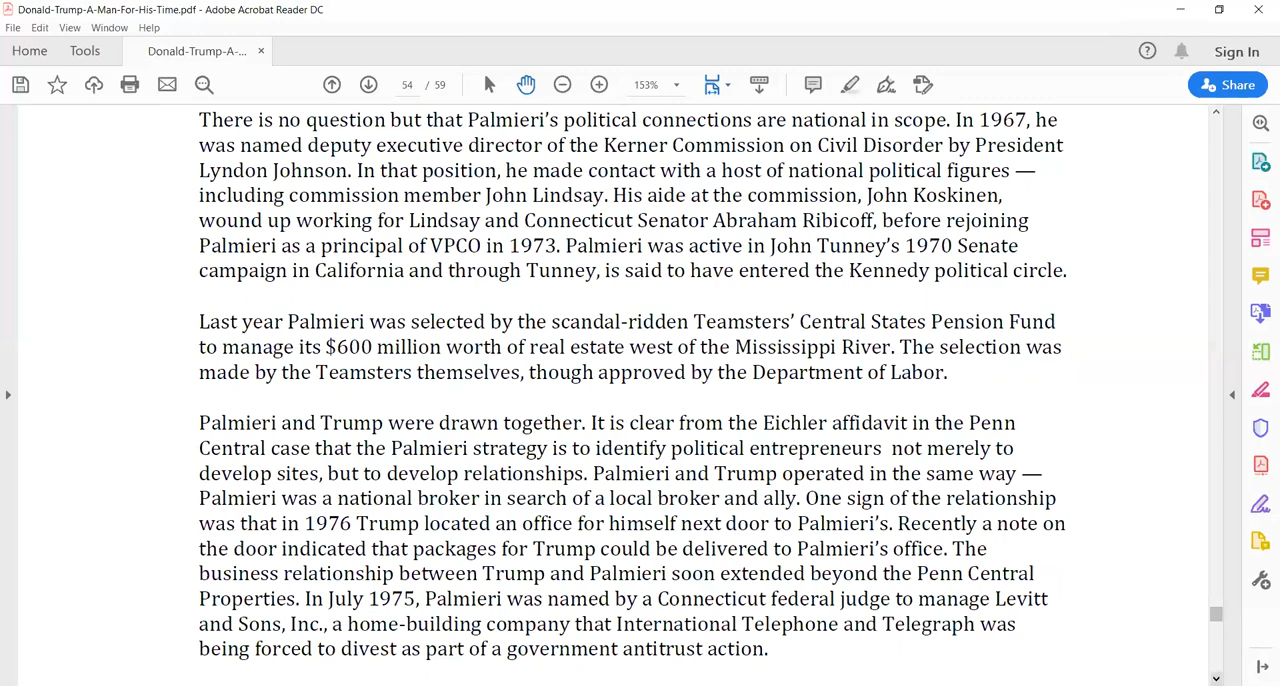 Donald-Trump-A-Man-For-His-Time.pdf - Adobe Acrobat Reader DC
File Edit View Window Help
Home Tools Donald-Trump-A-... × Sign In
54 / 59 153% Share
There is no question but that Palmieri’s political connections are national in scope. In 1967, he
was named deputy executive director of the Kerner Commission on Civil Disorder by President
Lyndon Johnson. In that position, he made contact with a host of national political figures —
including commission member John Lindsay. His aide at the commission, John Koskinen,
wound up working for Lindsay and Connecticut Senator Abraham Ribicoff, before rejoining
Palmieri as a principal of VPCO in 1973. Palmieri was active in John Tunney’s 1970 Senate
campaign in California and through Tunney, is said to have entered the Kennedy political circle.
Last year Palmieri was selected by the scandal-ridden Teamsters’ Central States Pension Fund
to manage its $600 million worth of real estate west of the Mississippi River. The selection was
made by the Teamsters themselves, though approved by the Department of Labor.
Palmieri and Trump were drawn together. It is clear from the Eichler affidavit in the Penn
Central case that the Palmieri strategy is to identify political entrepreneurs  not merely to
develop sites, but to develop relationships. Palmieri and Trump operated in the same way —
Palmieri was a national broker in search of a local broker and ally. One sign of the relationship
was that in 1976 Trump located an office for himself next door to Palmieri’s. Recently a note on
the door indicated that packages for Trump could be delivered to Palmieri’s office. The
business relationship between Trump and Palmieri soon extended beyond the Penn Central
Properties. In July 1975, Palmieri was named by a Connecticut federal judge to manage Levitt
and Sons, Inc., a home-building company that International Telephone and Telegraph was
being forced to divest as part of a government antitrust action.